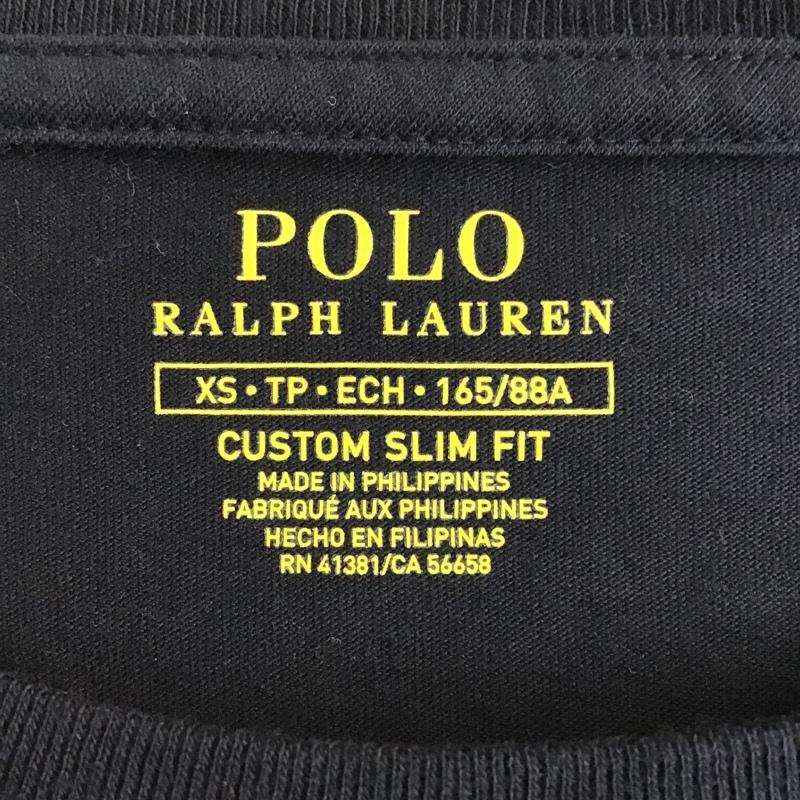 POLO
RALPH LAUREN
XS • TP • ECH • 165/88A
CUSTOM SLIM FIT
MADE IN PHILIPPINES
FABRIQUÉ AUX PHILIPPINES
HECHO EN FILIPINAS
RN 41381/CA 56658